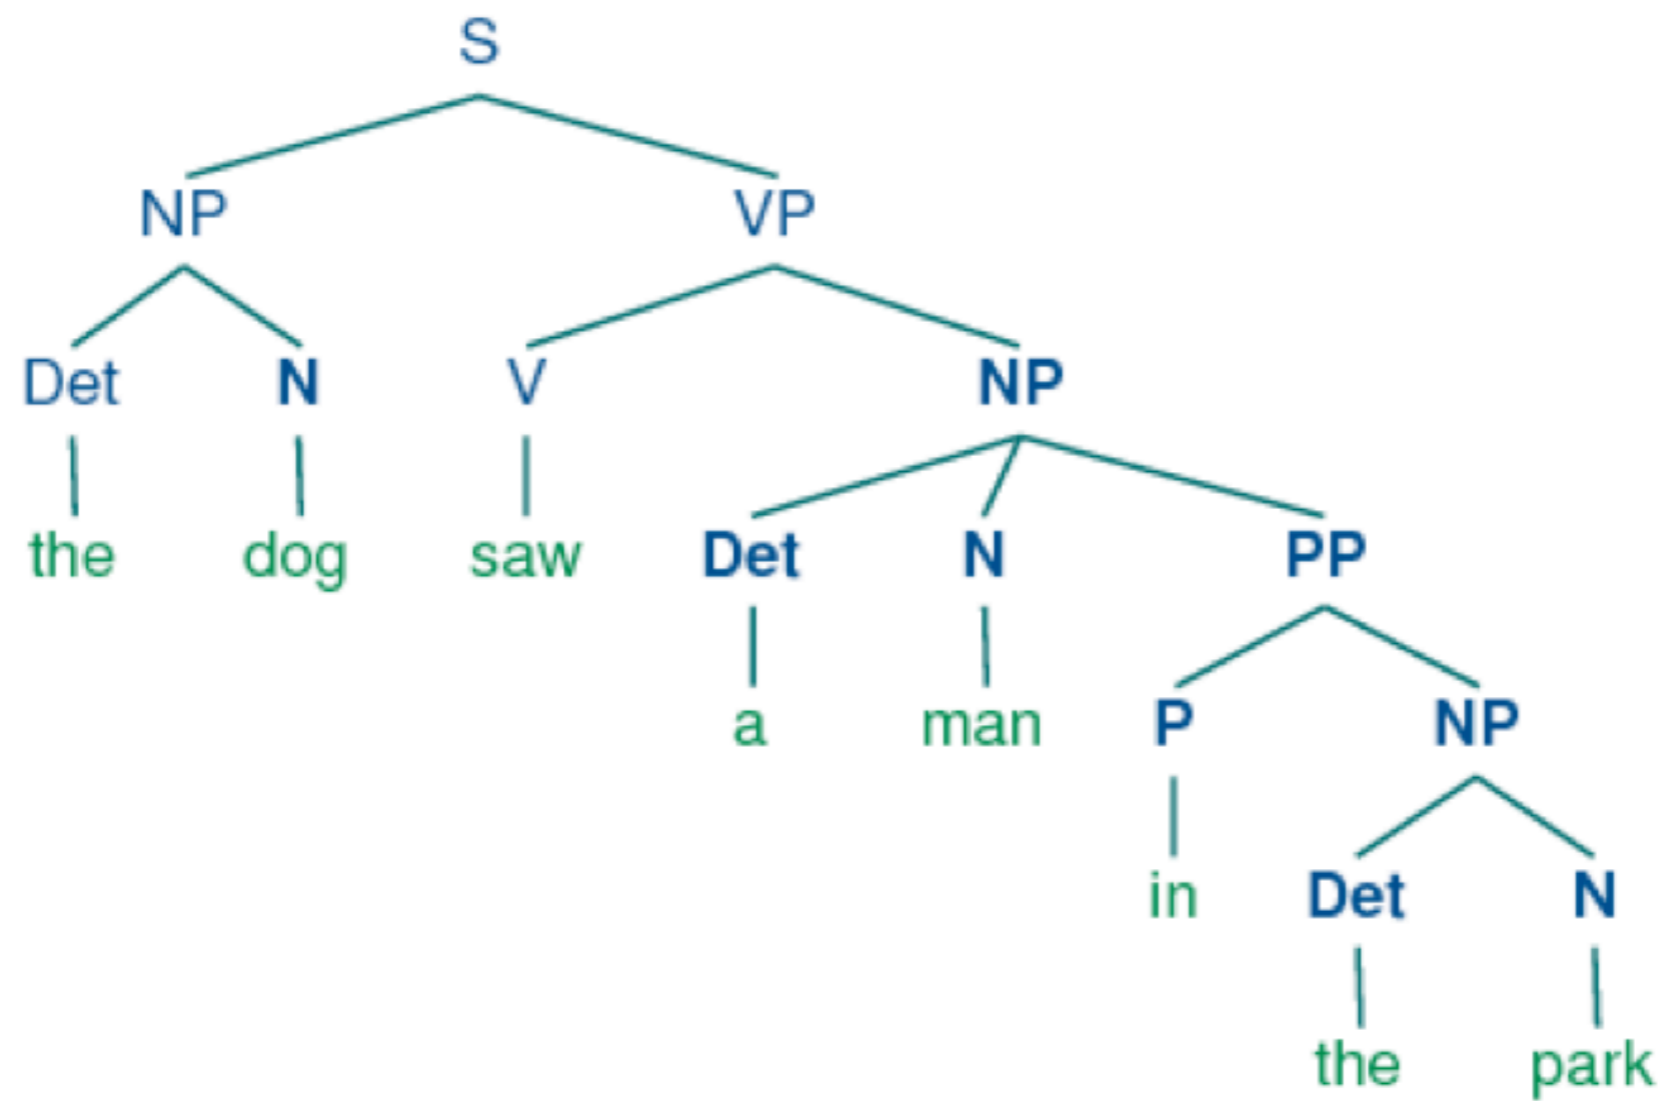 S
NP VP
Det N V NP
the dog saw Det N PP
a man P NP
in Det N
the park